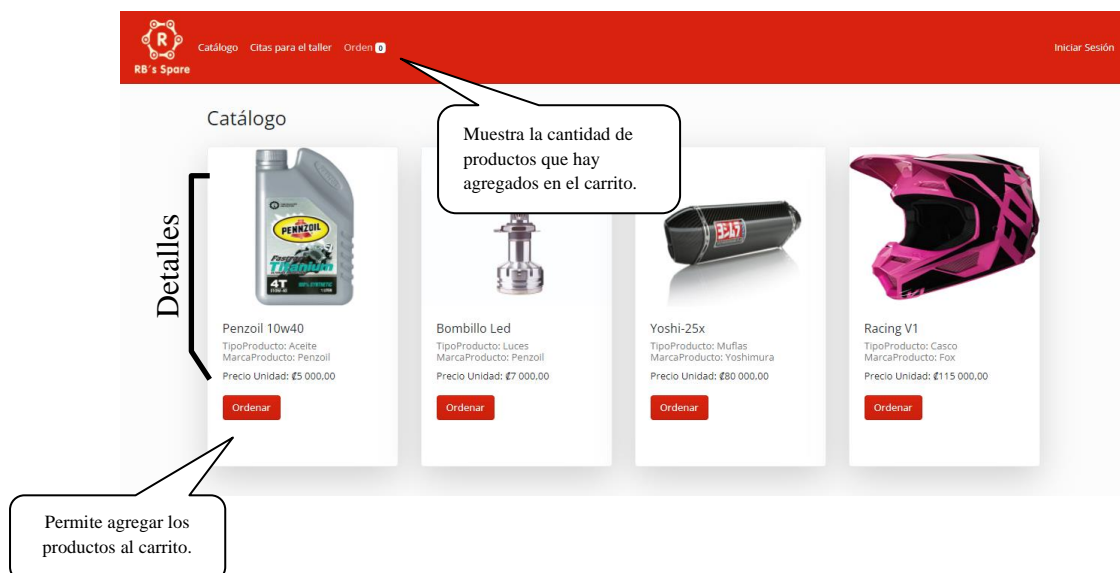 R
RB's Spare
Catálogo Citas para el taller Orden 0
Iniciar Sesión
Catálogo
Muestra la cantidad de
productos que hay
agregados en el carrito.
Detalles
PENNZOIL
Titanium
4T
FOX
Penzoil 10w40
TipoProducto: Aceite
MarcaProducto: Penzoil
Precio Unidad: ₡5 000,00
Ordenar
Bombillo Led
TipoProducto: Luces
MarcaProducto: Penzoil
Precio Unidad: ₡7 000,00
Ordenar
Yoshi-25x
TipoProducto: Muflas
MarcaProducto: Yoshimura
Precio Unidad: ₡80 000,00
Ordenar
Racing V1
TipoProducto: Casco
MarcaProducto: Fox
Precio Unidad: ₡115 000,00
Ordenar
Permite agregar los
productos al carrito.